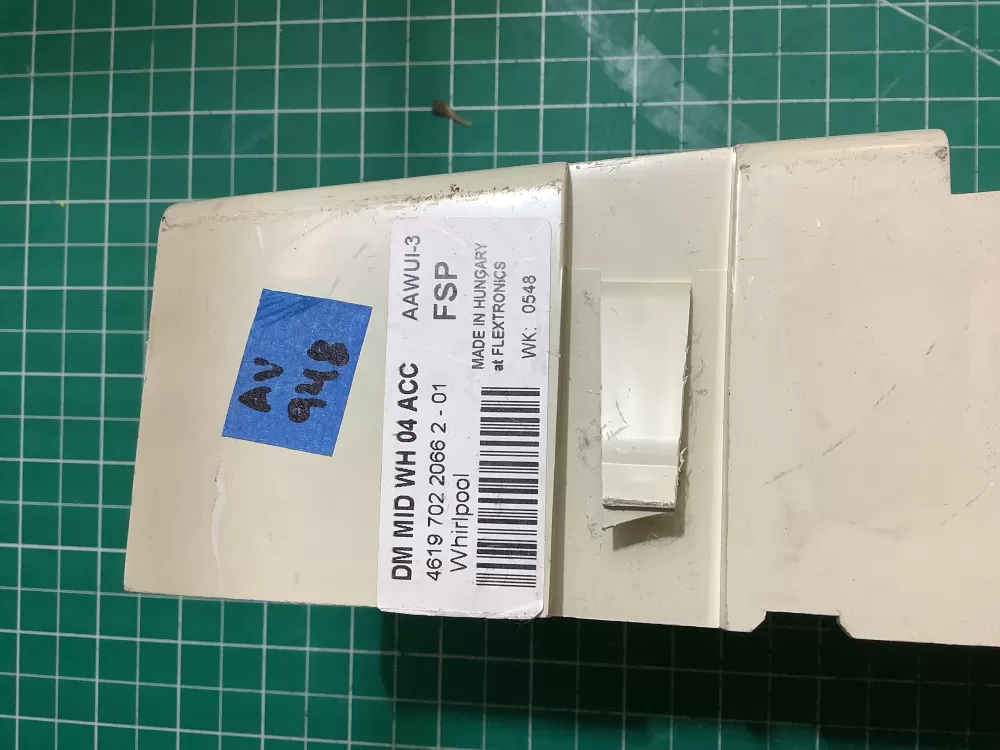 AV
948
DM MID WH 04 ACC
AAWUI-3
4619 702 2066 2 - 01
FSP
Whirlpool
MADE IN HUNGARY
at FLEXTRONICS
WK: 0548